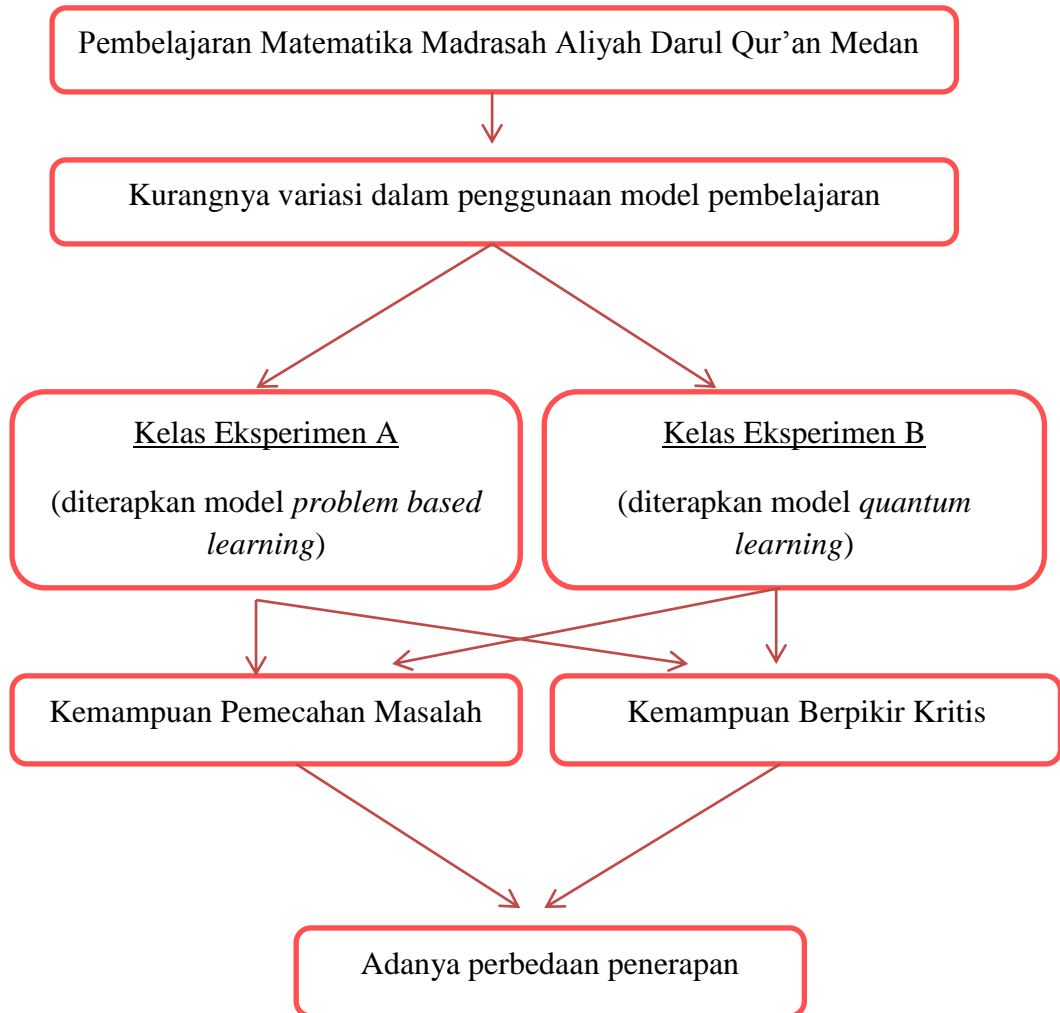 Pembelajaran Matematika Madrasah Aliyah Darul Qur’an Medan
Kurangnya variasi dalam penggunaan model pembelajaran
Kelas Eksperimen A
(diterapkan model problem based
learning)
Kelas Eksperimen B
(diterapkan model quantum
learning)
Kemampuan Pemecahan Masalah
Kemampuan Berpikir Kritis
Adanya perbedaan penerapan